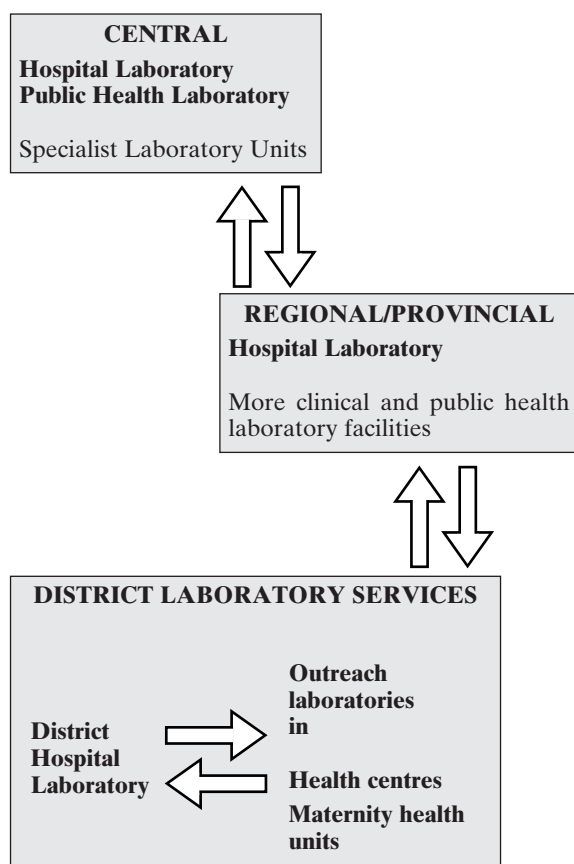 CENTRAL
Hospital Laboratory
Public Health Laboratory
Specialist Laboratory Units
REGIONAL/PROVINCIAL
Hospital Laboratory
More clinical and public health
laboratory facilities
DISTRICT LABORATORY SERVICES
District
Hospital
Laboratory
Outreach
laboratories
in
Health centres
Maternity health
units